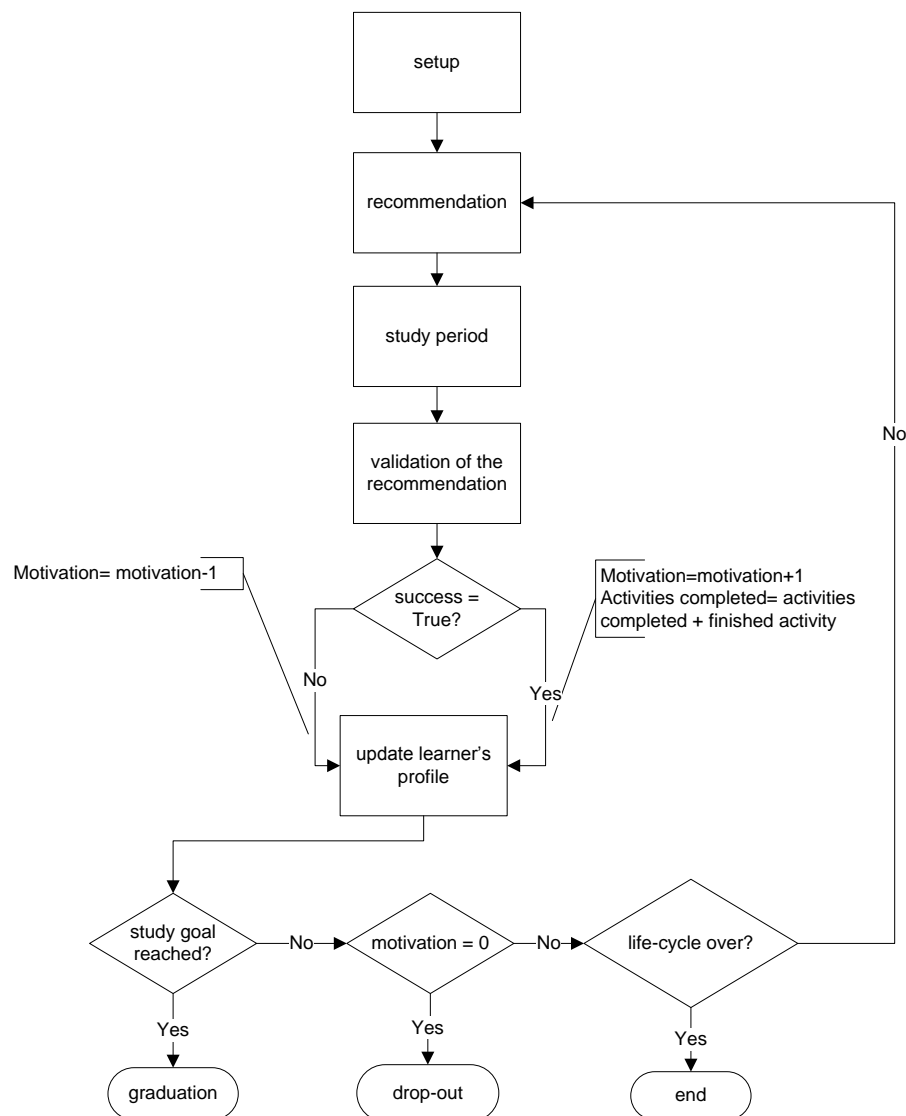 setup
recommendation
study period
validation of the
recommendation
Motivation= motivation-1
success =
True?
Motivation=motivation+1
Activities completed= activities
completed + finished activity
No
No
Yes
update learner's
profile
study goal
reached?
No
motivation = 0
No
life-cycle over?
Yes
Yes
Yes
graduation
drop-out
end